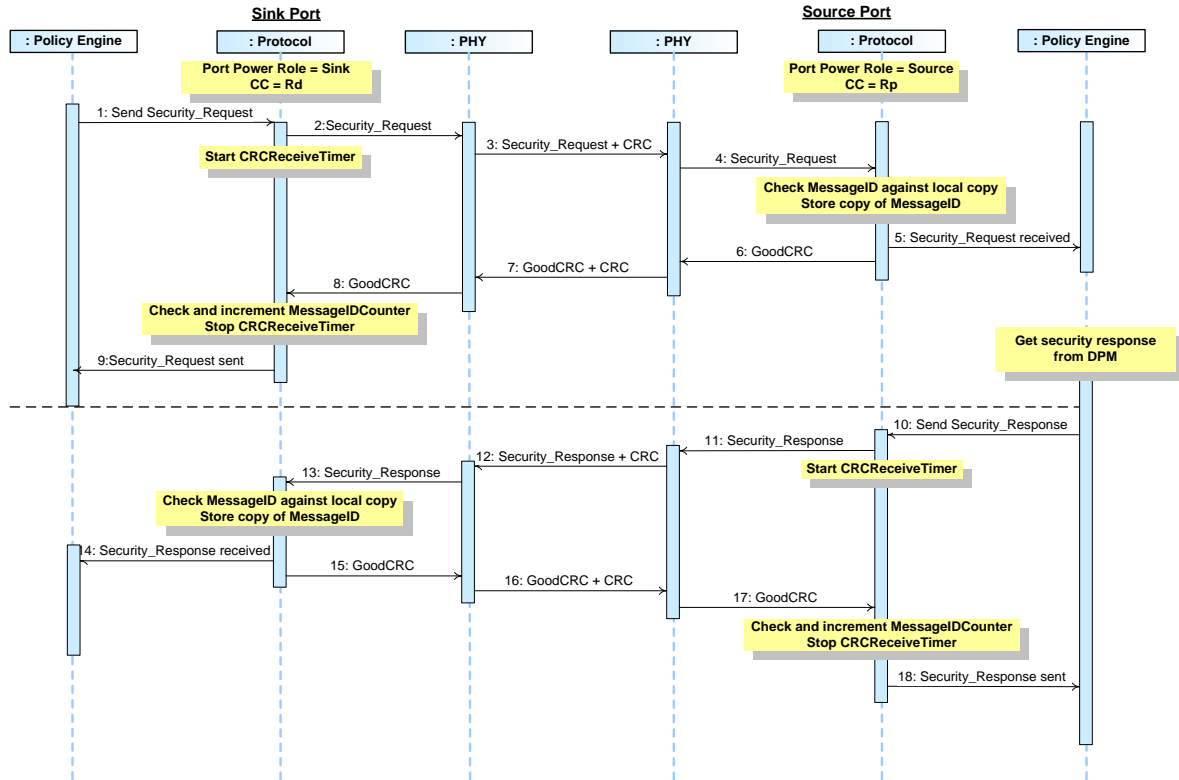 Sink Port
Source Port
: Policy Engine
: Protocol
: PHY
: PHY
: Protocol
: Policy Engine
Port Power Role = Sink
CC = Rd
Port Power Role = Source
CC = Rp
1: Send Security_Request
2:Security_Request
Start CRCReceiveTimer
3: Security_Request + CRC
4: Security_Request
Check MessageID against local copy
Store copy of MessageID
5: Security_Request received
6: GoodCRC
7: GoodCRC + CRC
8: GoodCRC
Check and increment MessageIDCounter
Stop CRCReceiveTimer
9:Security_Request sent
Get security response
from DPM
10: Send Security_Response
11: Security_Response
Start CRCReceiveTimer
12: Security_Response + CRC
13: Security_Response
Check MessageID against local copy
Store copy of MessageID
14: Security_Response received
15: GoodCRC
16: GoodCRC + CRC
17: GoodCRC
Check and increment MessageIDCounter
Stop CRCReceiveTimer
18: Security_Response sent